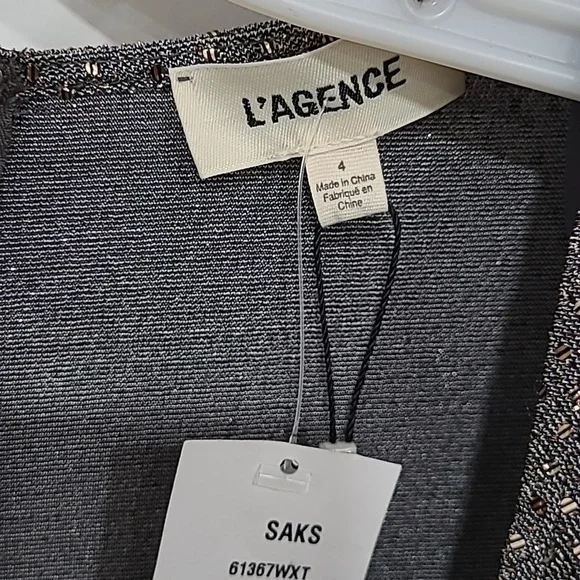 L'AGENCE
4
Made in China
Fabriqué en
Chine
SAKS
61367WXT